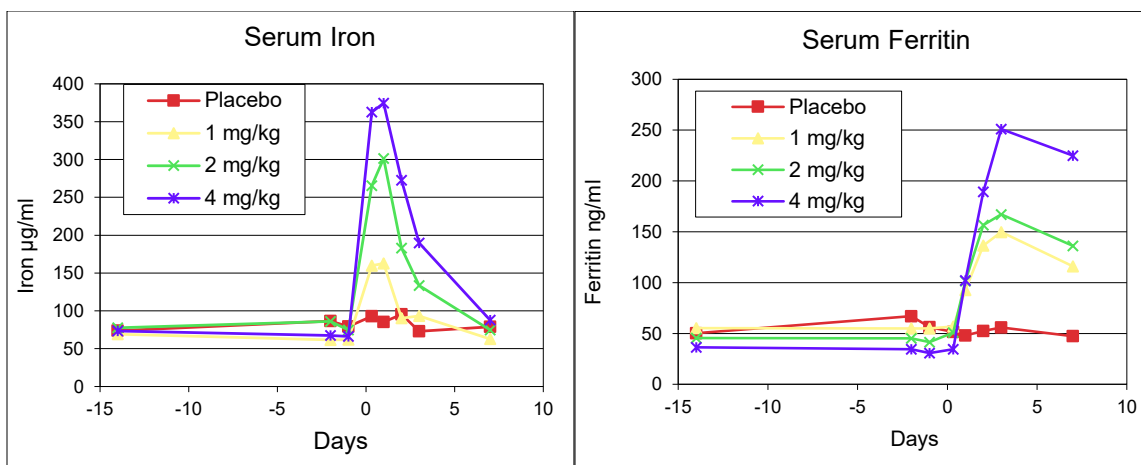 Serum Iron
400
350
300
250
200
150
100
50
0
Iron µg/ml
Placebo
1 mg/kg
2 mg/kg
4 mg/kg
-15 -10 -5 0 5 10
Days
Serum Ferritin
300
250
200
150
100
50
0
Ferritin ng/ml
Placebo
1 mg/kg
2 mg/kg
4 mg/kg
-15 -10 -5 0 5 10
Days